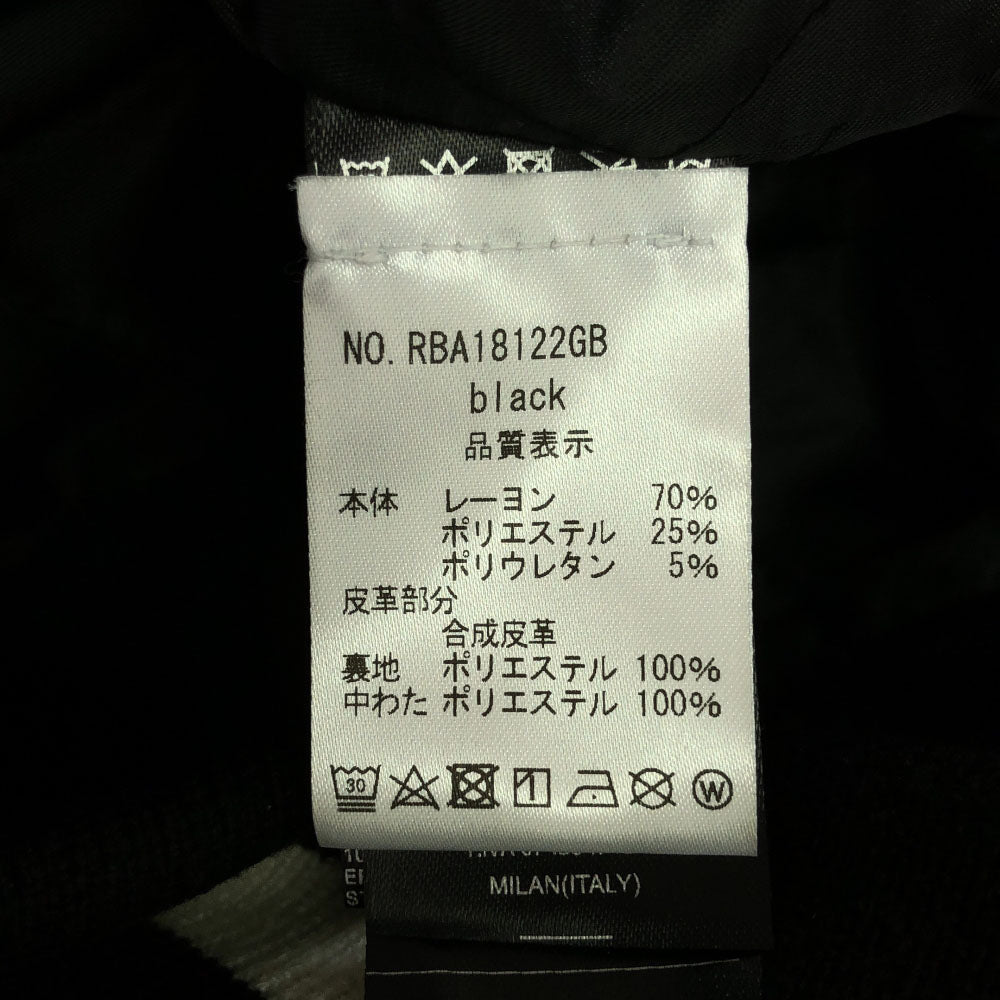 NO. RBA18122GB
black
品質表示
本体 レーヨン 70%
ポリエステル 25%
ポリウレタン 5%
皮革部分
合成皮革
裏地 ポリエステル 100%
中わた ポリエステル 100%
30 W
MILAN(ITALY)